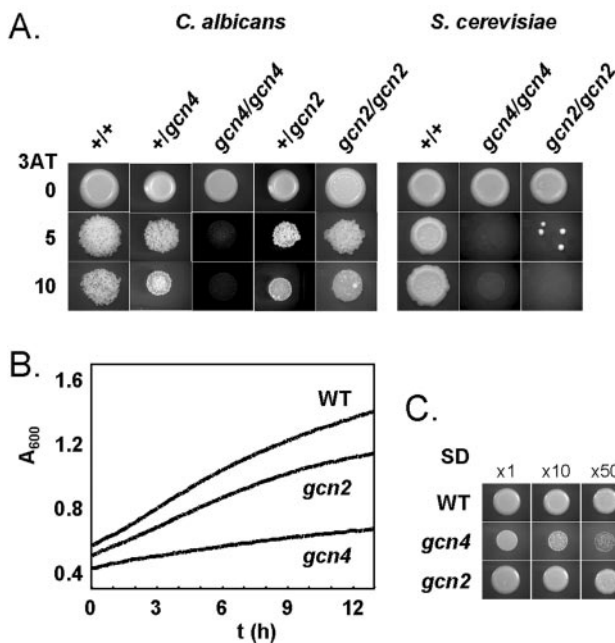 A.
C. albicans S. cerevisiae
+/+ +/gcn4 gcn4/gcn4 +/gcn2 gcn2/gcn2 +/+ gcn4/gcn4 gcn2/gcn2
3AT
0
5
10
B.
1.6
1.2
0.8
0.4
A600
WT
gcn2
gcn4
0 3 6 9 12
t (h)
C.
SD
x1 x10 x50
WT
gcn4
gcn2